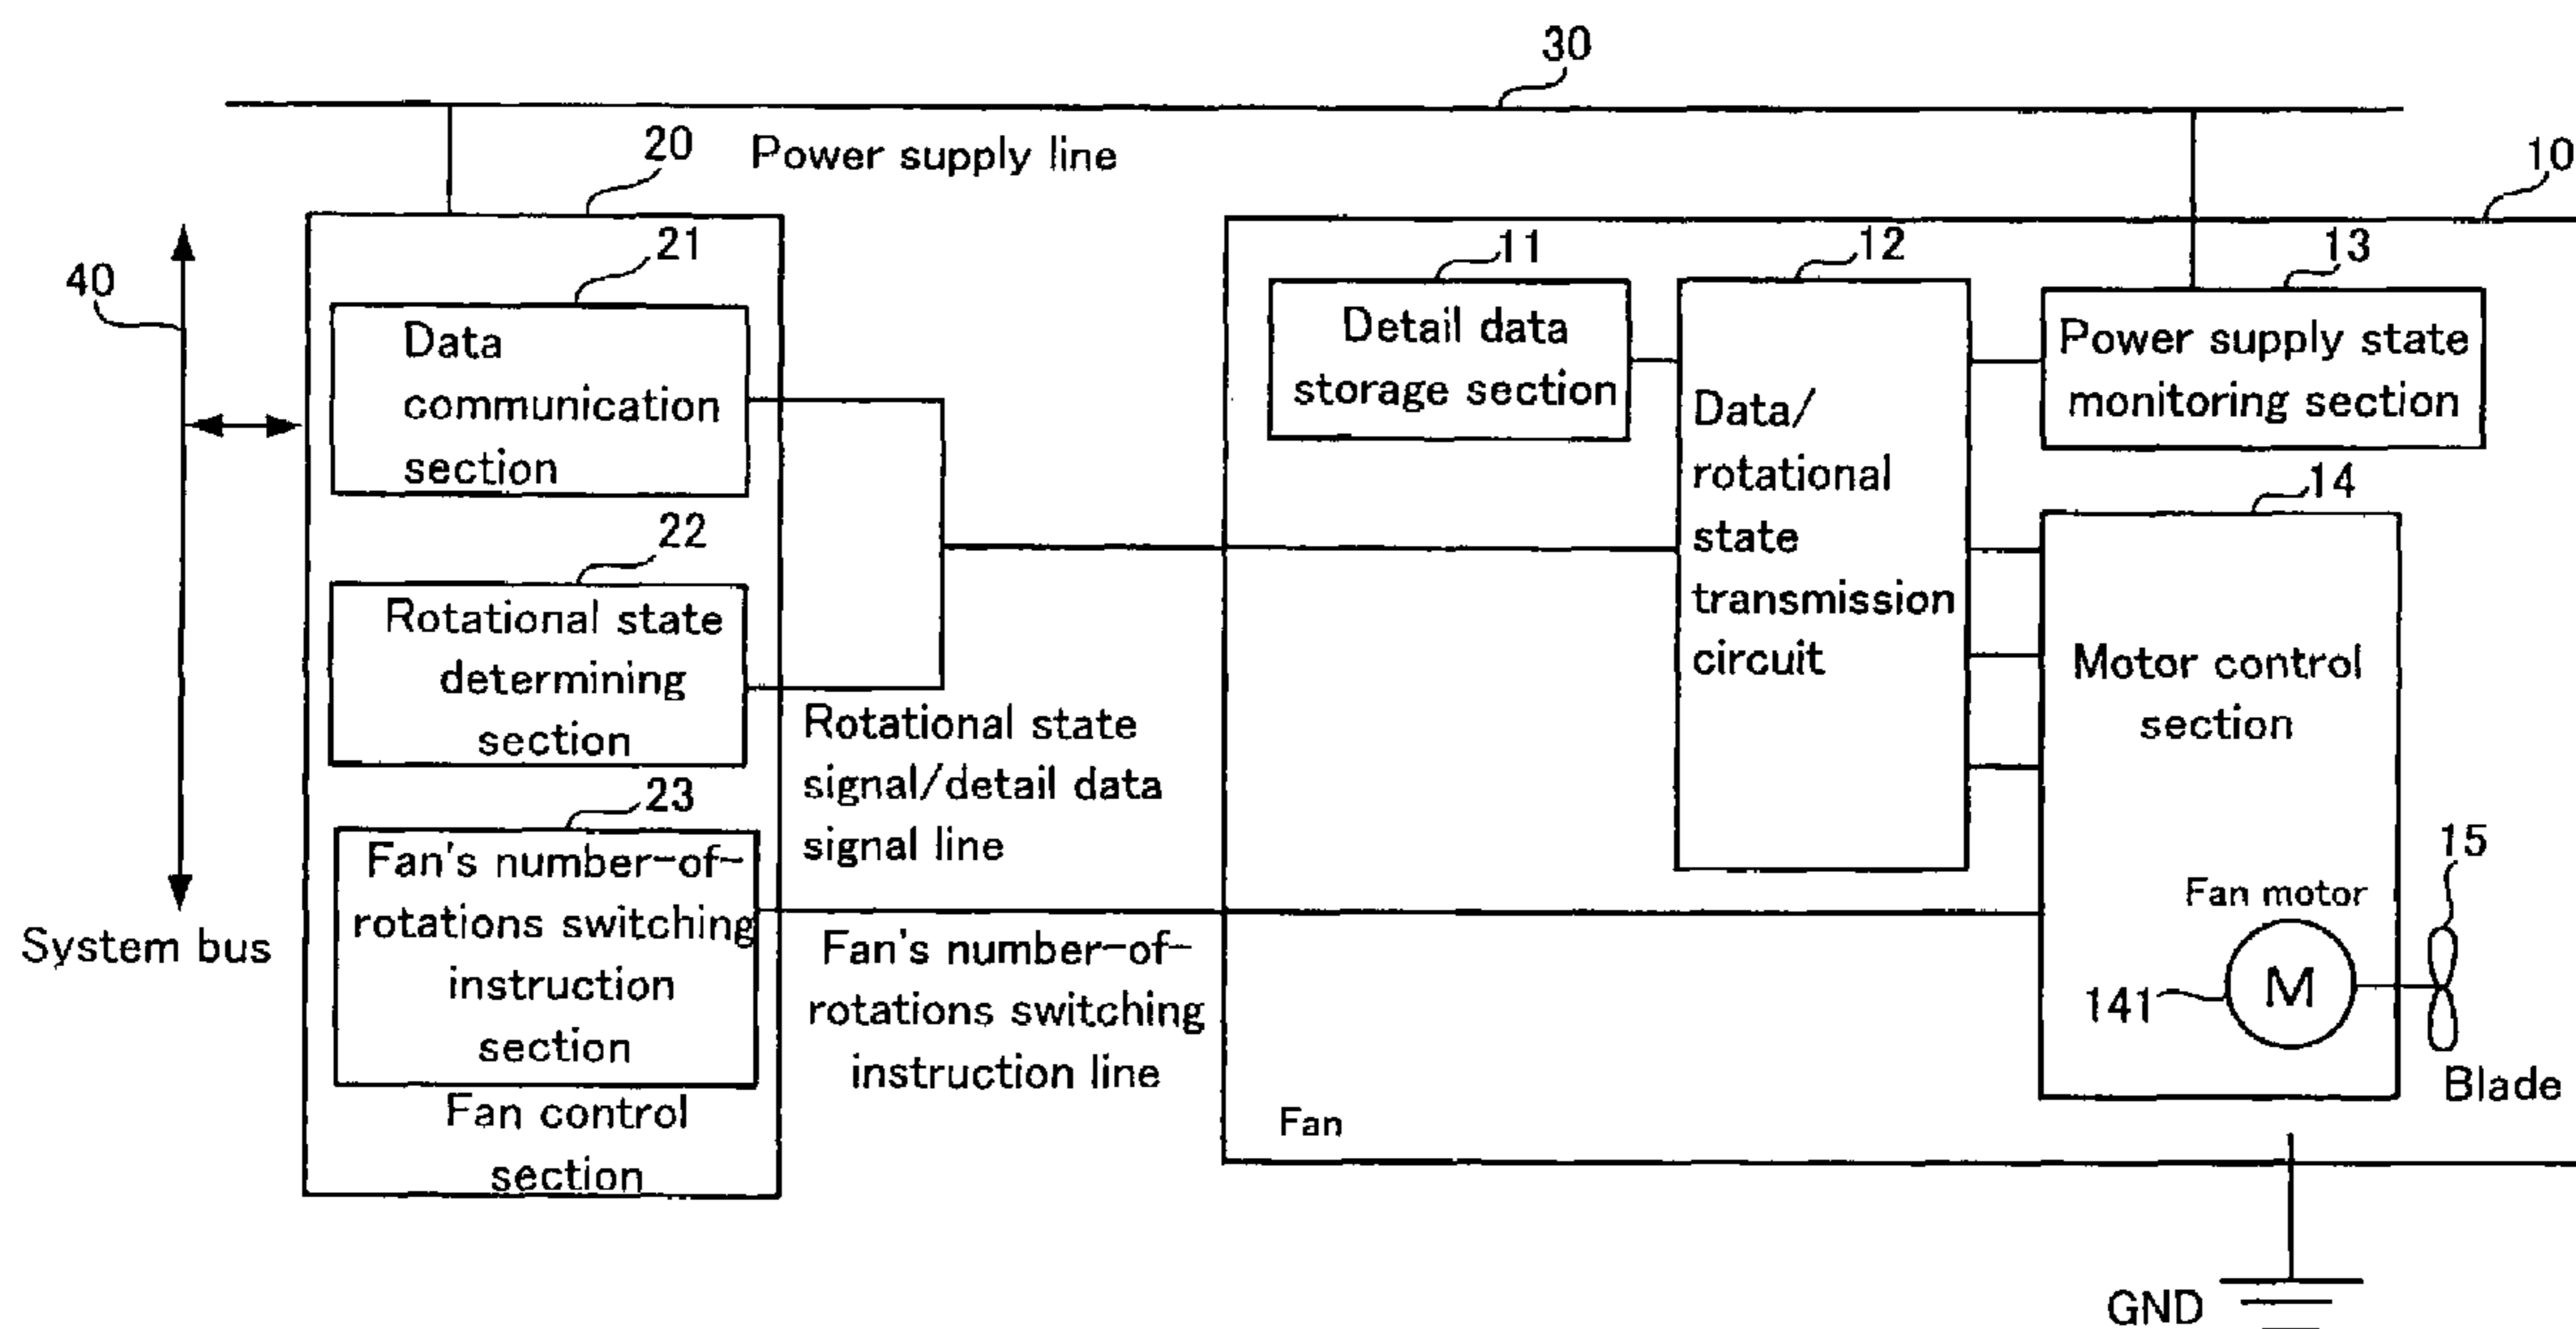 30
Power supply line
20
10
40
21
Data
communication
section
22
Rotational state
determining
section
23
Fan's number-of-
rotations switching
instruction
section
Fan control
section
System bus
Rotational state
signal/detail data
signal line
Fan's number-of-
rotations switching
instruction line
11
Detail data
storage section
12
Data/
rotational
state
transmission
circuit
13
Power supply state
monitoring section
14
Motor control
section
Fan motor
M
141
15
Blade
Fan
GND